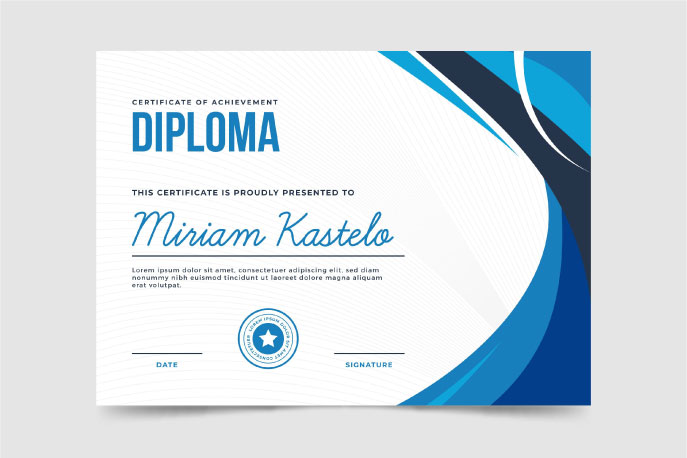 CERTIFICATE OF ACHIEVEMENT
DIPLOMA
THIS CERTIFICATE IS PROUDLY PRESENTED TO
Miriam Kastelo
Lorem ipsum dolor sit amet, consectetuer adipiscing elit, sed diam
nonummy nibh euismod tincidunt ut laoreet dolore magna aliquam
erat volutpat.
LOREM IPSUM DOLOR SIT AMET CONSECTETUER
DATE
SIGNATURE